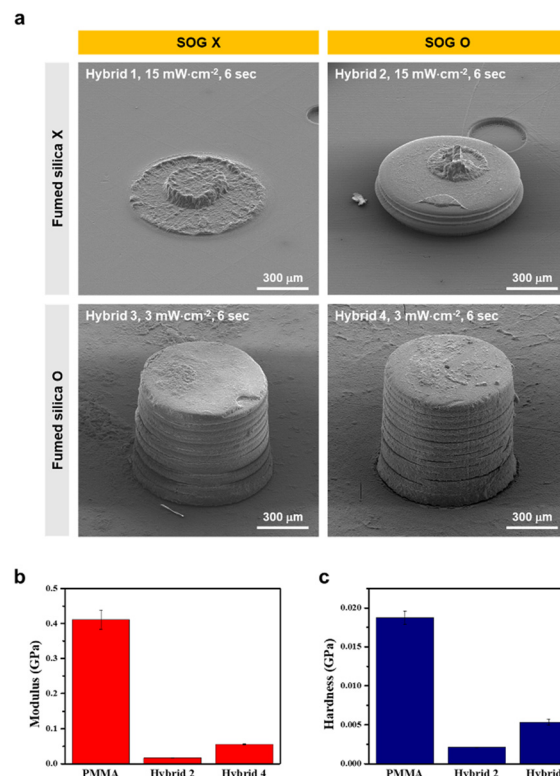 a
SOG X
SOG O
Fumed silica X
Hybrid 1, 15 mW·cm-2, 6 sec
300 μm
Hybrid 2, 15 mW·cm-2, 6 sec
300 μm
Fumed silica O
Hybrid 3, 3 mW·cm-2, 6 sec
300 μm
Hybrid 4, 3 mW·cm-2, 6 sec
300 μm
b
Modulus (GPa)
0.5
0.4
0.3
0.2
0.1
0.0
PMMA
Hybrid 2
Hybrid 4
c
Hardness (GPa)
0.020
0.015
0.010
0.005
0.000
PMMA
Hybrid 2
Hybrid